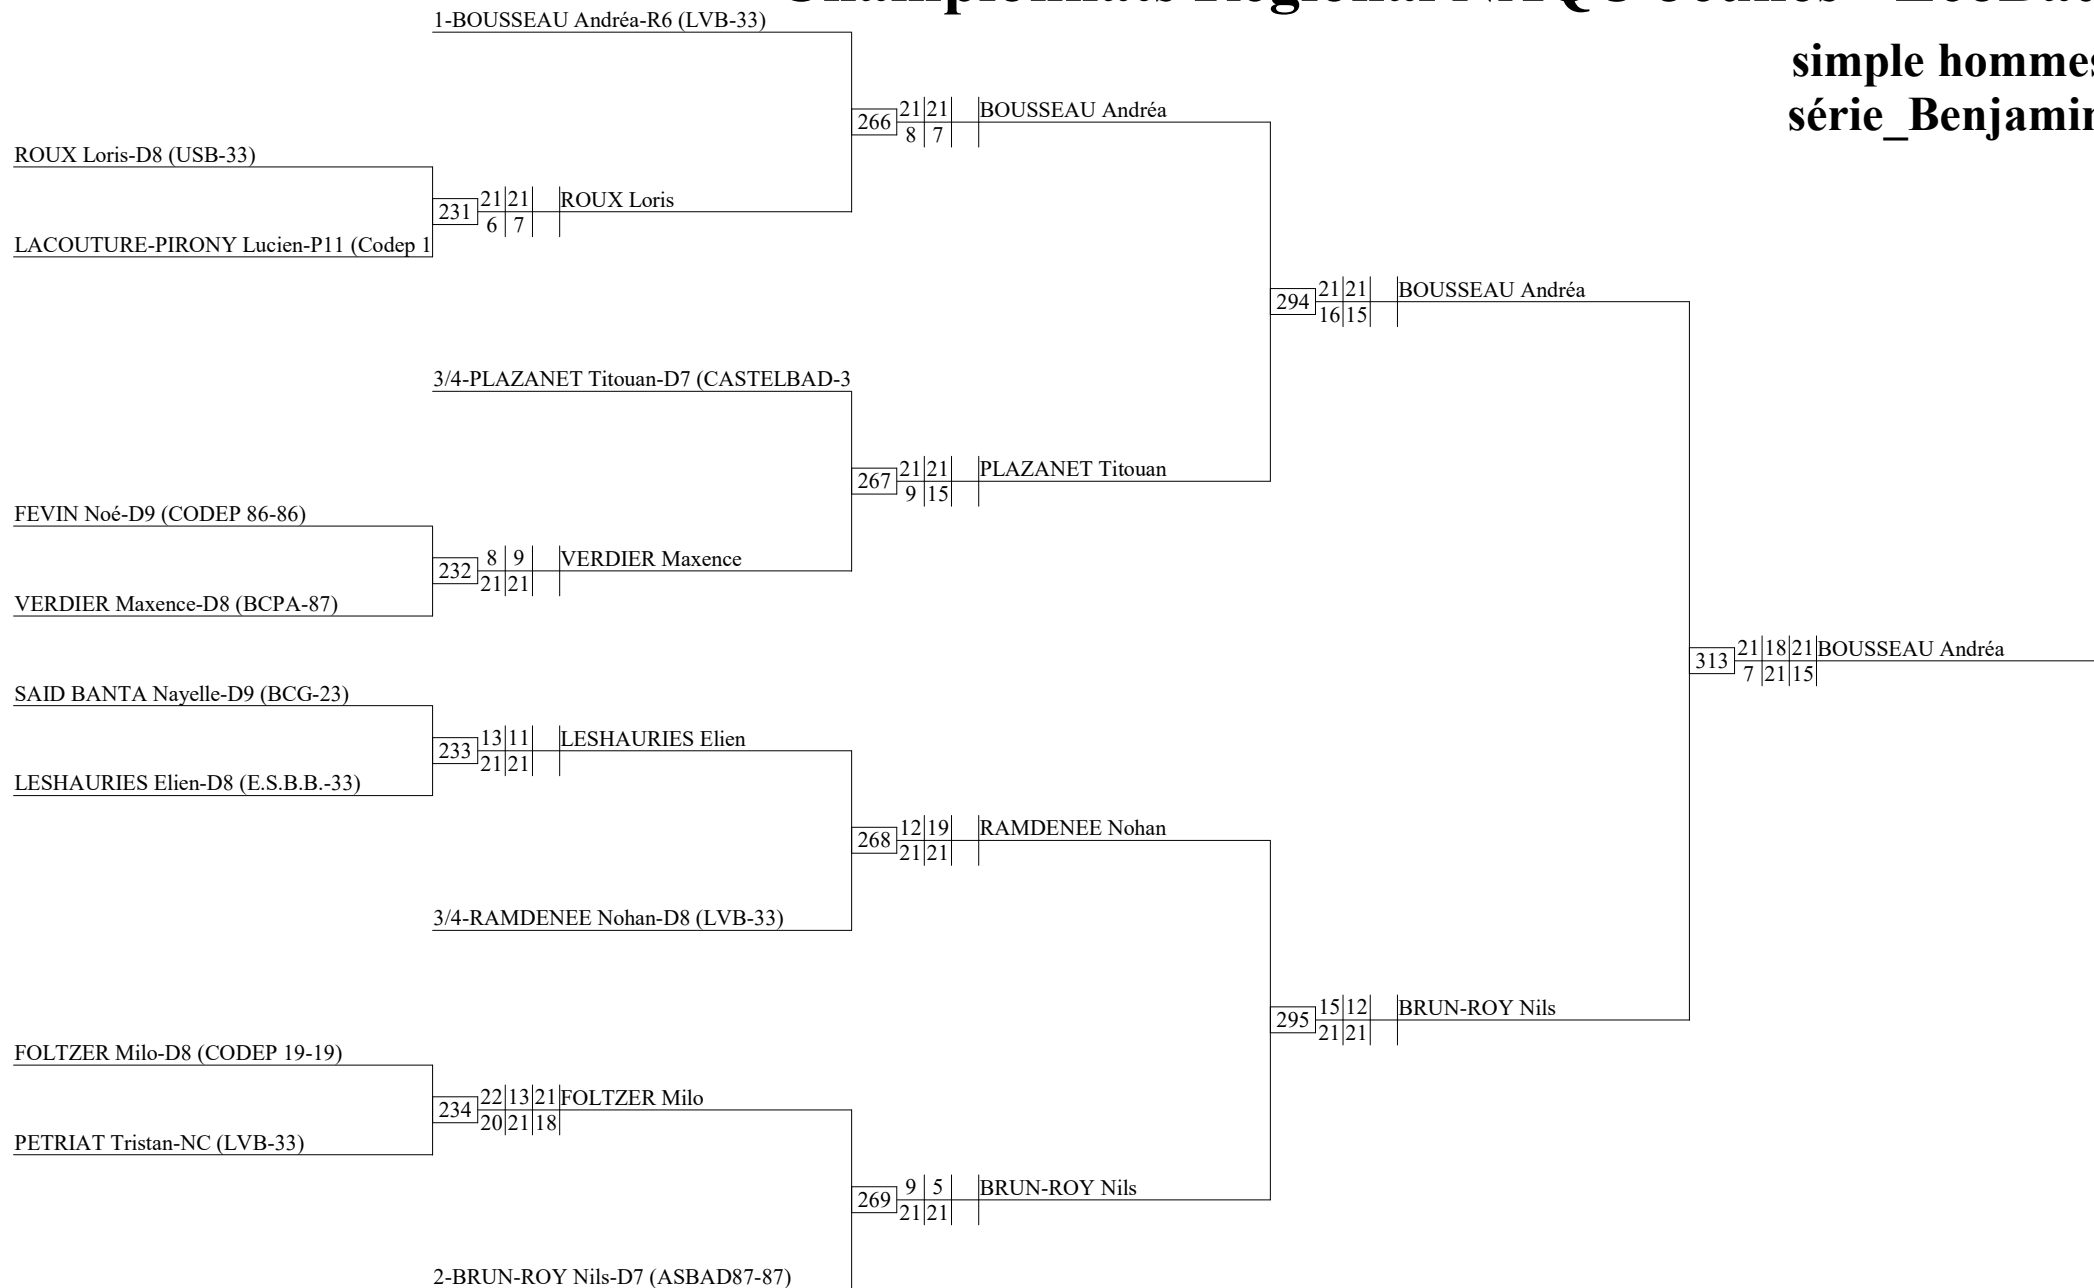 1-BOUSSEAU Andréa-R6 (LVB-33)
simple hommes
série_Benjamin
21 21 BOUSSEAU Andréa
266
8 7
ROUX Loris-D8 (USB-33)
21 21 ROUX Loris
231
6 7
LACOUTURE-PIRONY Lucien-P11 (Codep 1
21 21 BOUSSEAU Andréa
294
16 15
3/4-PLAZANET Titouan-D7 (CASTELBAD-3
21 21 PLAZANET Titouan
267
9 15
FEVIN Noé-D9 (CODEP 86-86)
8 9 VERDIER Maxence
232
21 21
VERDIER Maxence-D8 (BCPA-87)
21 18 21 BOUSSEAU Andréa
313
7 21 15
SAID BANTA Nayelle-D9 (BCG-23)
13 11 LESHAURIES Elien
233
21 21
LESHAURIES Elien-D8 (E.S.B.B.-33)
12 19 RAMDENEE Nohan
268
21 21
3/4-RAMDENEE Nohan-D8 (LVB-33)
15 12 BRUN-ROY Nils
295
21 21
FOLTZER Milo-D8 (CODEP 19-19)
22 13 21 FOLTZER Milo
234
20 21 18
PETRIAT Tristan-NC (LVB-33)
9 5 BRUN-ROY Nils
269
21 21
2-BRUN-ROY Nils-D7 (ASBAD87-87)